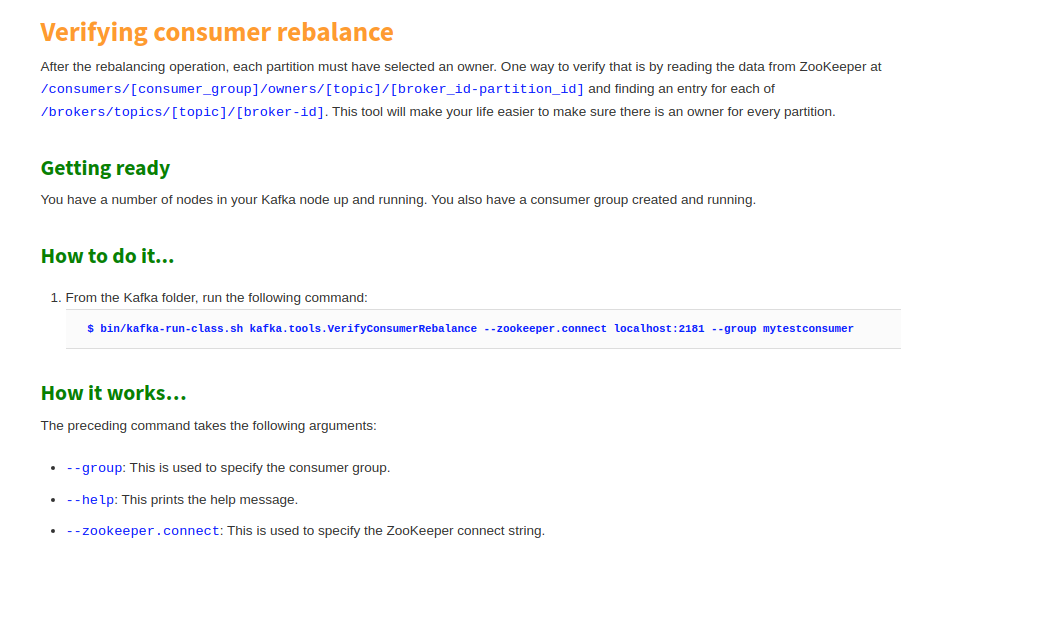 Verifying consumer rebalance
After the rebalancing operation, each partition must have selected an owner. One way to verify that is by reading the data from ZooKeeper at
/consumers/[consumer_group]/owners/[topic]/[broker_id-partition_id] and finding an entry for each of
/brokers/topics/[topic]/[broker-id]. This tool will make your life easier to make sure there is an owner for every partition.
Getting ready
You have a number of nodes in your Kafka node up and running. You also have a consumer group created and running.
How to do it...
1. From the Kafka folder, run the following command:
$ bin/kafka-run-class.sh kafka.tools.VerifyConsumerRebalance --zookeeper.connect localhost:2181 --group mytestconsumer
How it works...
The preceding command takes the following arguments:
• --group: This is used to specify the consumer group.
• --help: This prints the help message.
• --zookeeper.connect: This is used to specify the ZooKeeper connect string.